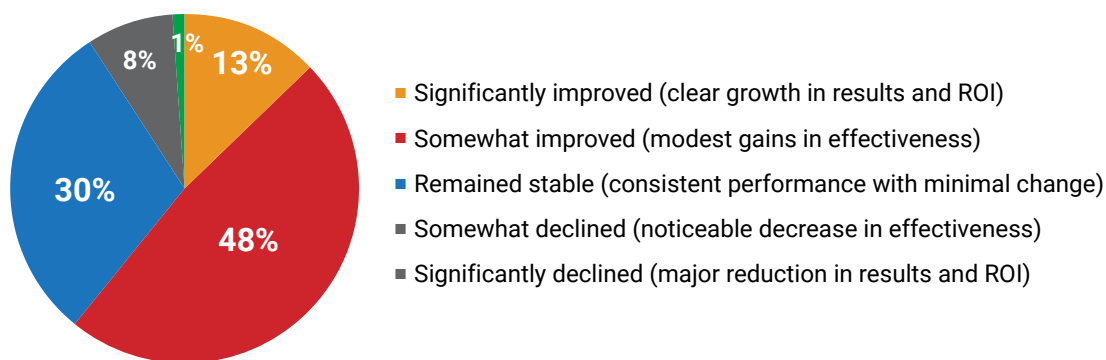 1%
8%
13%
30%
48%
Significantly improved (clear growth in results and ROI)
Somewhat improved (modest gains in effectiveness)
Remained stable (consistent performance with minimal change)
Somewhat declined (noticeable decrease in effectiveness)
Significantly declined (major reduction in results and ROI)